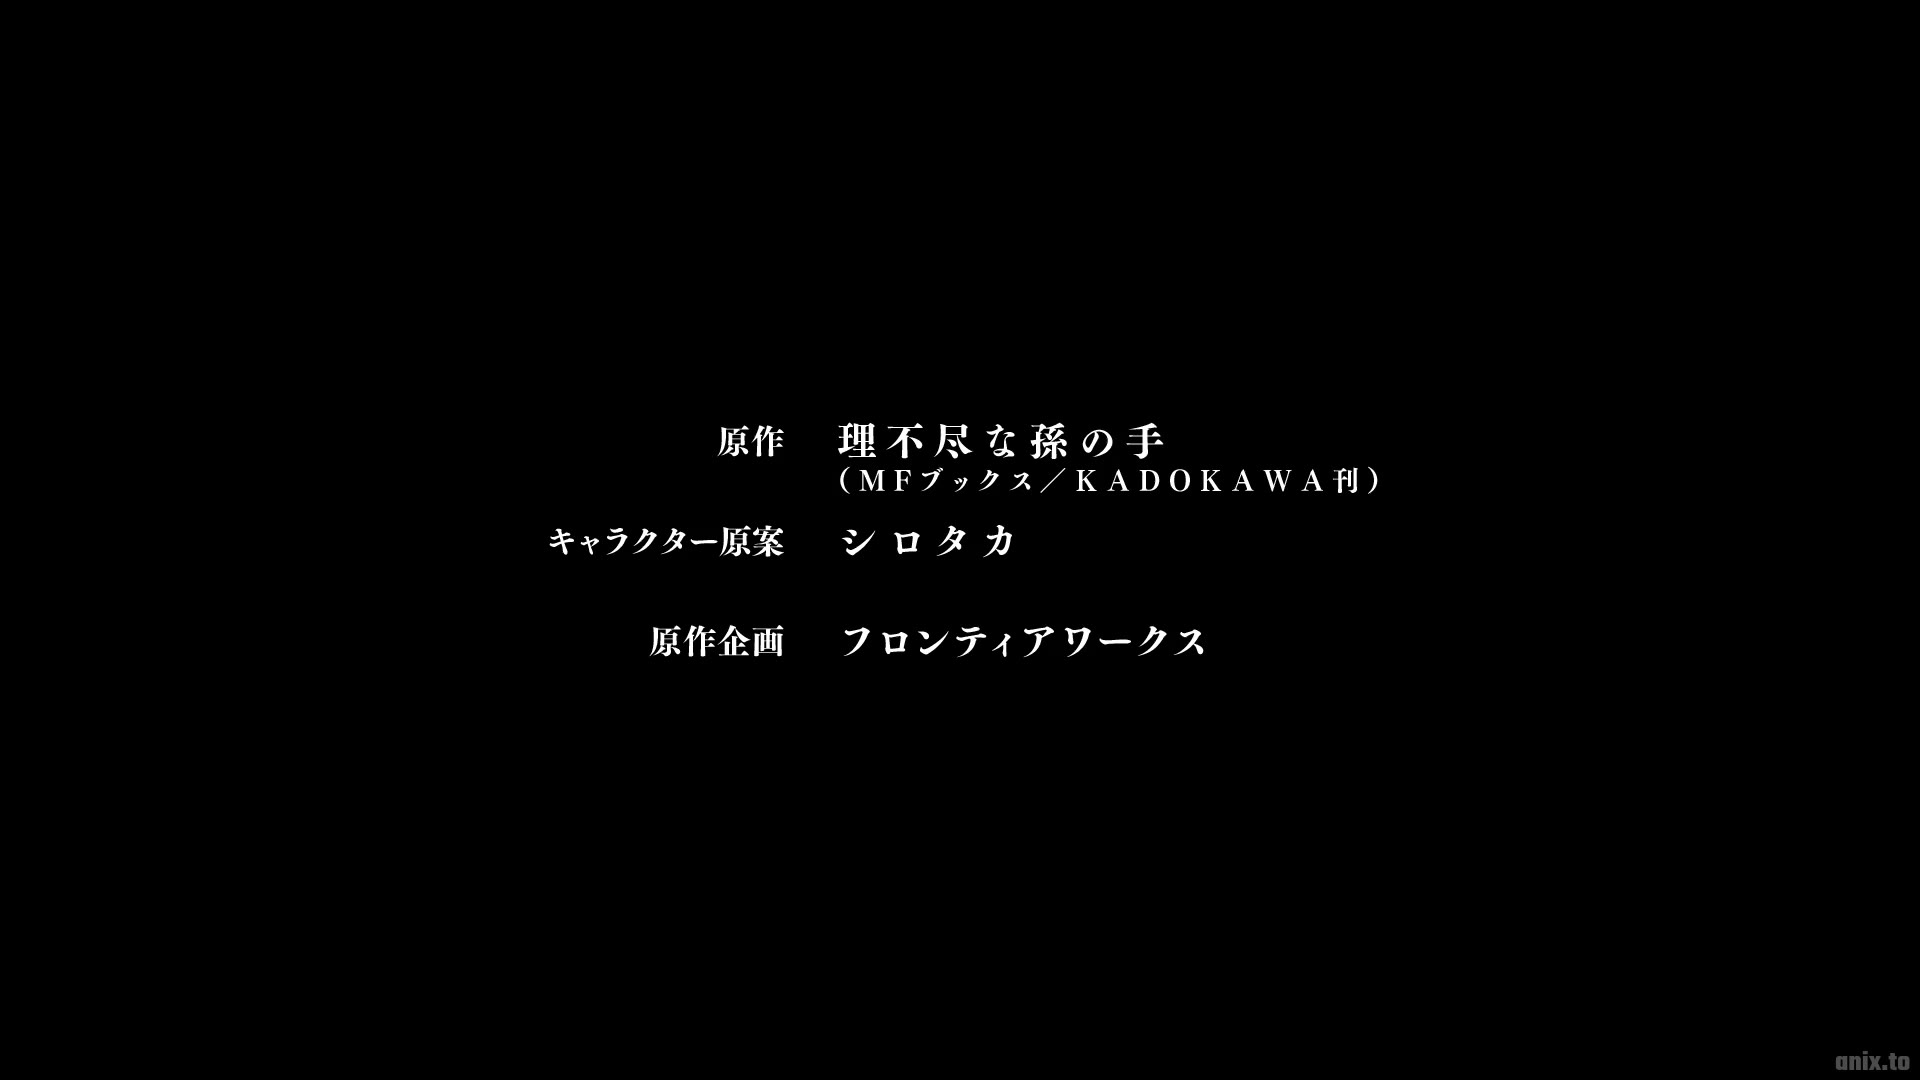 原作 理不尽な孫の手
（ＭＦブックス／ＫＡＤＯＫＡＷＡ刊）
キャラクター原案 シロタカ
原作企画 フロンティアワークス
anix.to